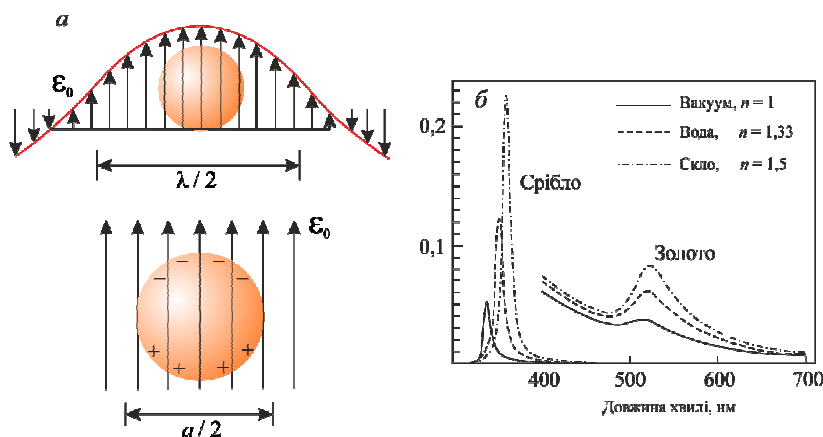 а
ε₀
λ / 2
ε₀
– – – –
+ + + +
a / 2
б
Вакуум, n = 1
Вода, n = 1,33
Скло, n = 1,5
0,2
0,1
Срібло
Золото
400 500 600 700
Довжина хвилі, нм